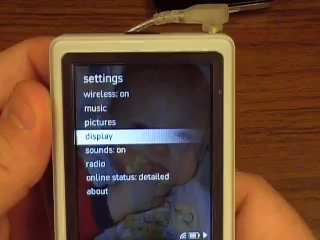 settings
wireless: on
music
pictures
display
sounds: on
radio
online status: detailed
about